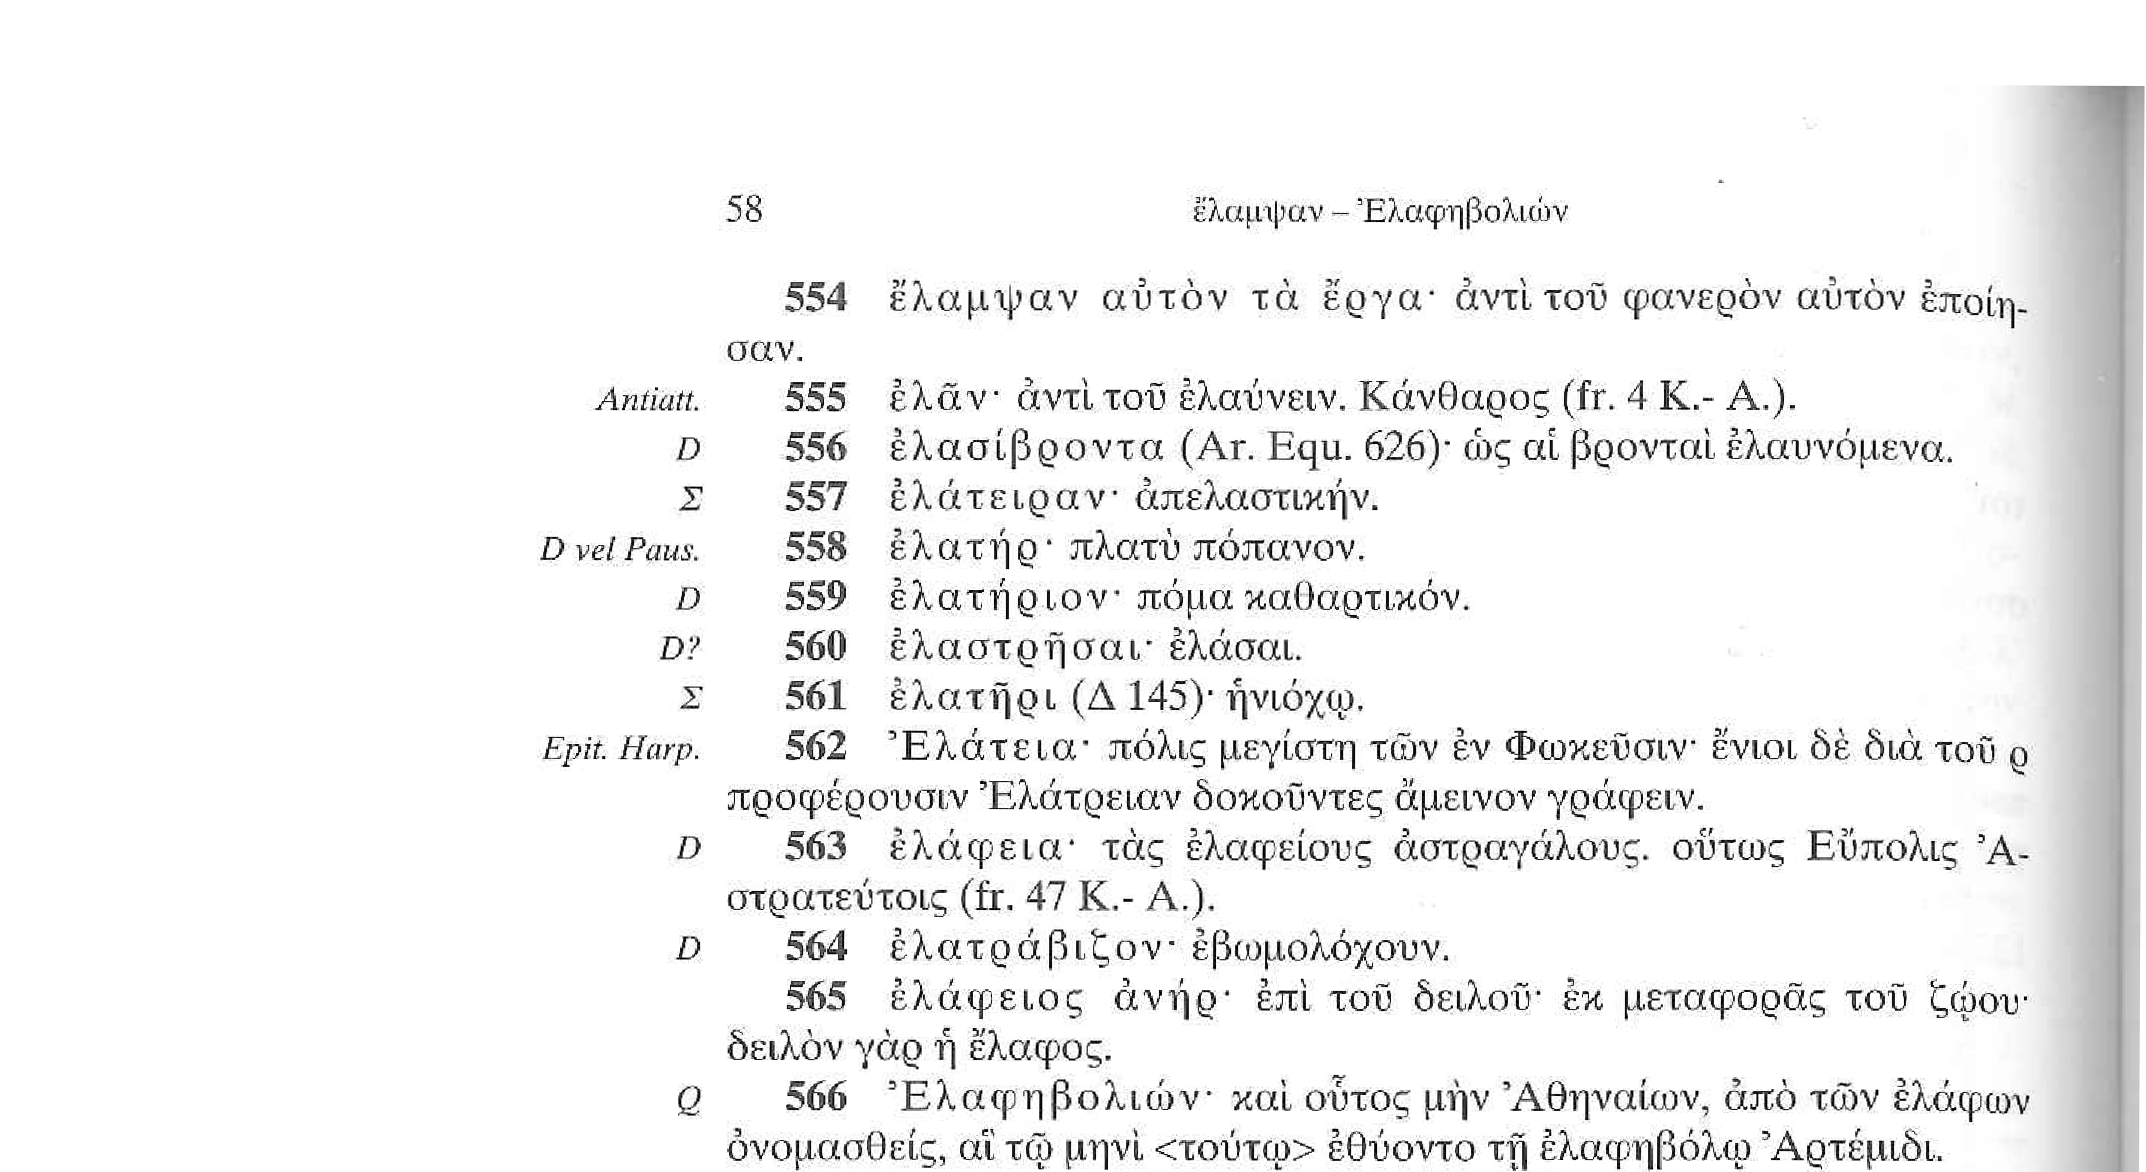 58 ἔλαμψαν – Ἐλαφηβολιών
554 ἔλαμψαν αὐτὸν τὰ ἔργα· ἀντὶ τοῦ φανερὸν αὐτὸν ἐποίη-
σαν.
Antiatt. 555 ἐλᾶν· ἀντὶ τοῦ ἐλαύνειν. Κάνθαρος (fr. 4 K.- A.).
D 556 ἐλασίβροντα (Ar. Equ. 626)· ὡς αἱ βρονταὶ ἐλαυνόμενα.
Σ 557 ἐλάτειραν· ἀπελαστικήν.
D vel Paus. 558 ἐλατήρ· πλατὺ πόπανον.
D 559 ἐλατήριον· πόμα καθαρτικόν.
D? 560 ἐλαστρῆσαι· ἐλάσαι.
Σ 561 ἐλατῆρι (Δ 145)· ἡνιόχῳ.
Epit. Harp. 562 Ἐλάτεια· πόλις μεγίστη τῶν ἐν Φωκεῦσιν· ἔνιοι δὲ διὰ τοῦ ρ
προφέρουσιν Ἐλάτρειαν δοκοῦντες ἄμεινον γράφειν.
D 563 ἐλάφεια· τὰς ἐλαφείους ἀστραγάλους. οὕτως Εὔπολις Ἀ-
στρατεύτοις (fr. 47 K.- A.).
D 564 ἐλατράβιζον· ἐβωμολόχουν.
565 ἐλάφειος ἀνήρ· ἐπὶ τοῦ δειλοῦ· ἐκ μεταφορᾶς τοῦ ζῴου·
δειλὸν γὰρ ἡ ἔλαφος.
Q 566 Ἐλαφηβολιών· καὶ οὗτος μὴν Ἀθηναίων, ἀπὸ τῶν ἐλάφων
ὀνομασθείς, αἳ τῷ μηνὶ <τούτῳ> ἐθύοντο τῇ ἐλαφηβόλῳ Ἀρτέμιδι.